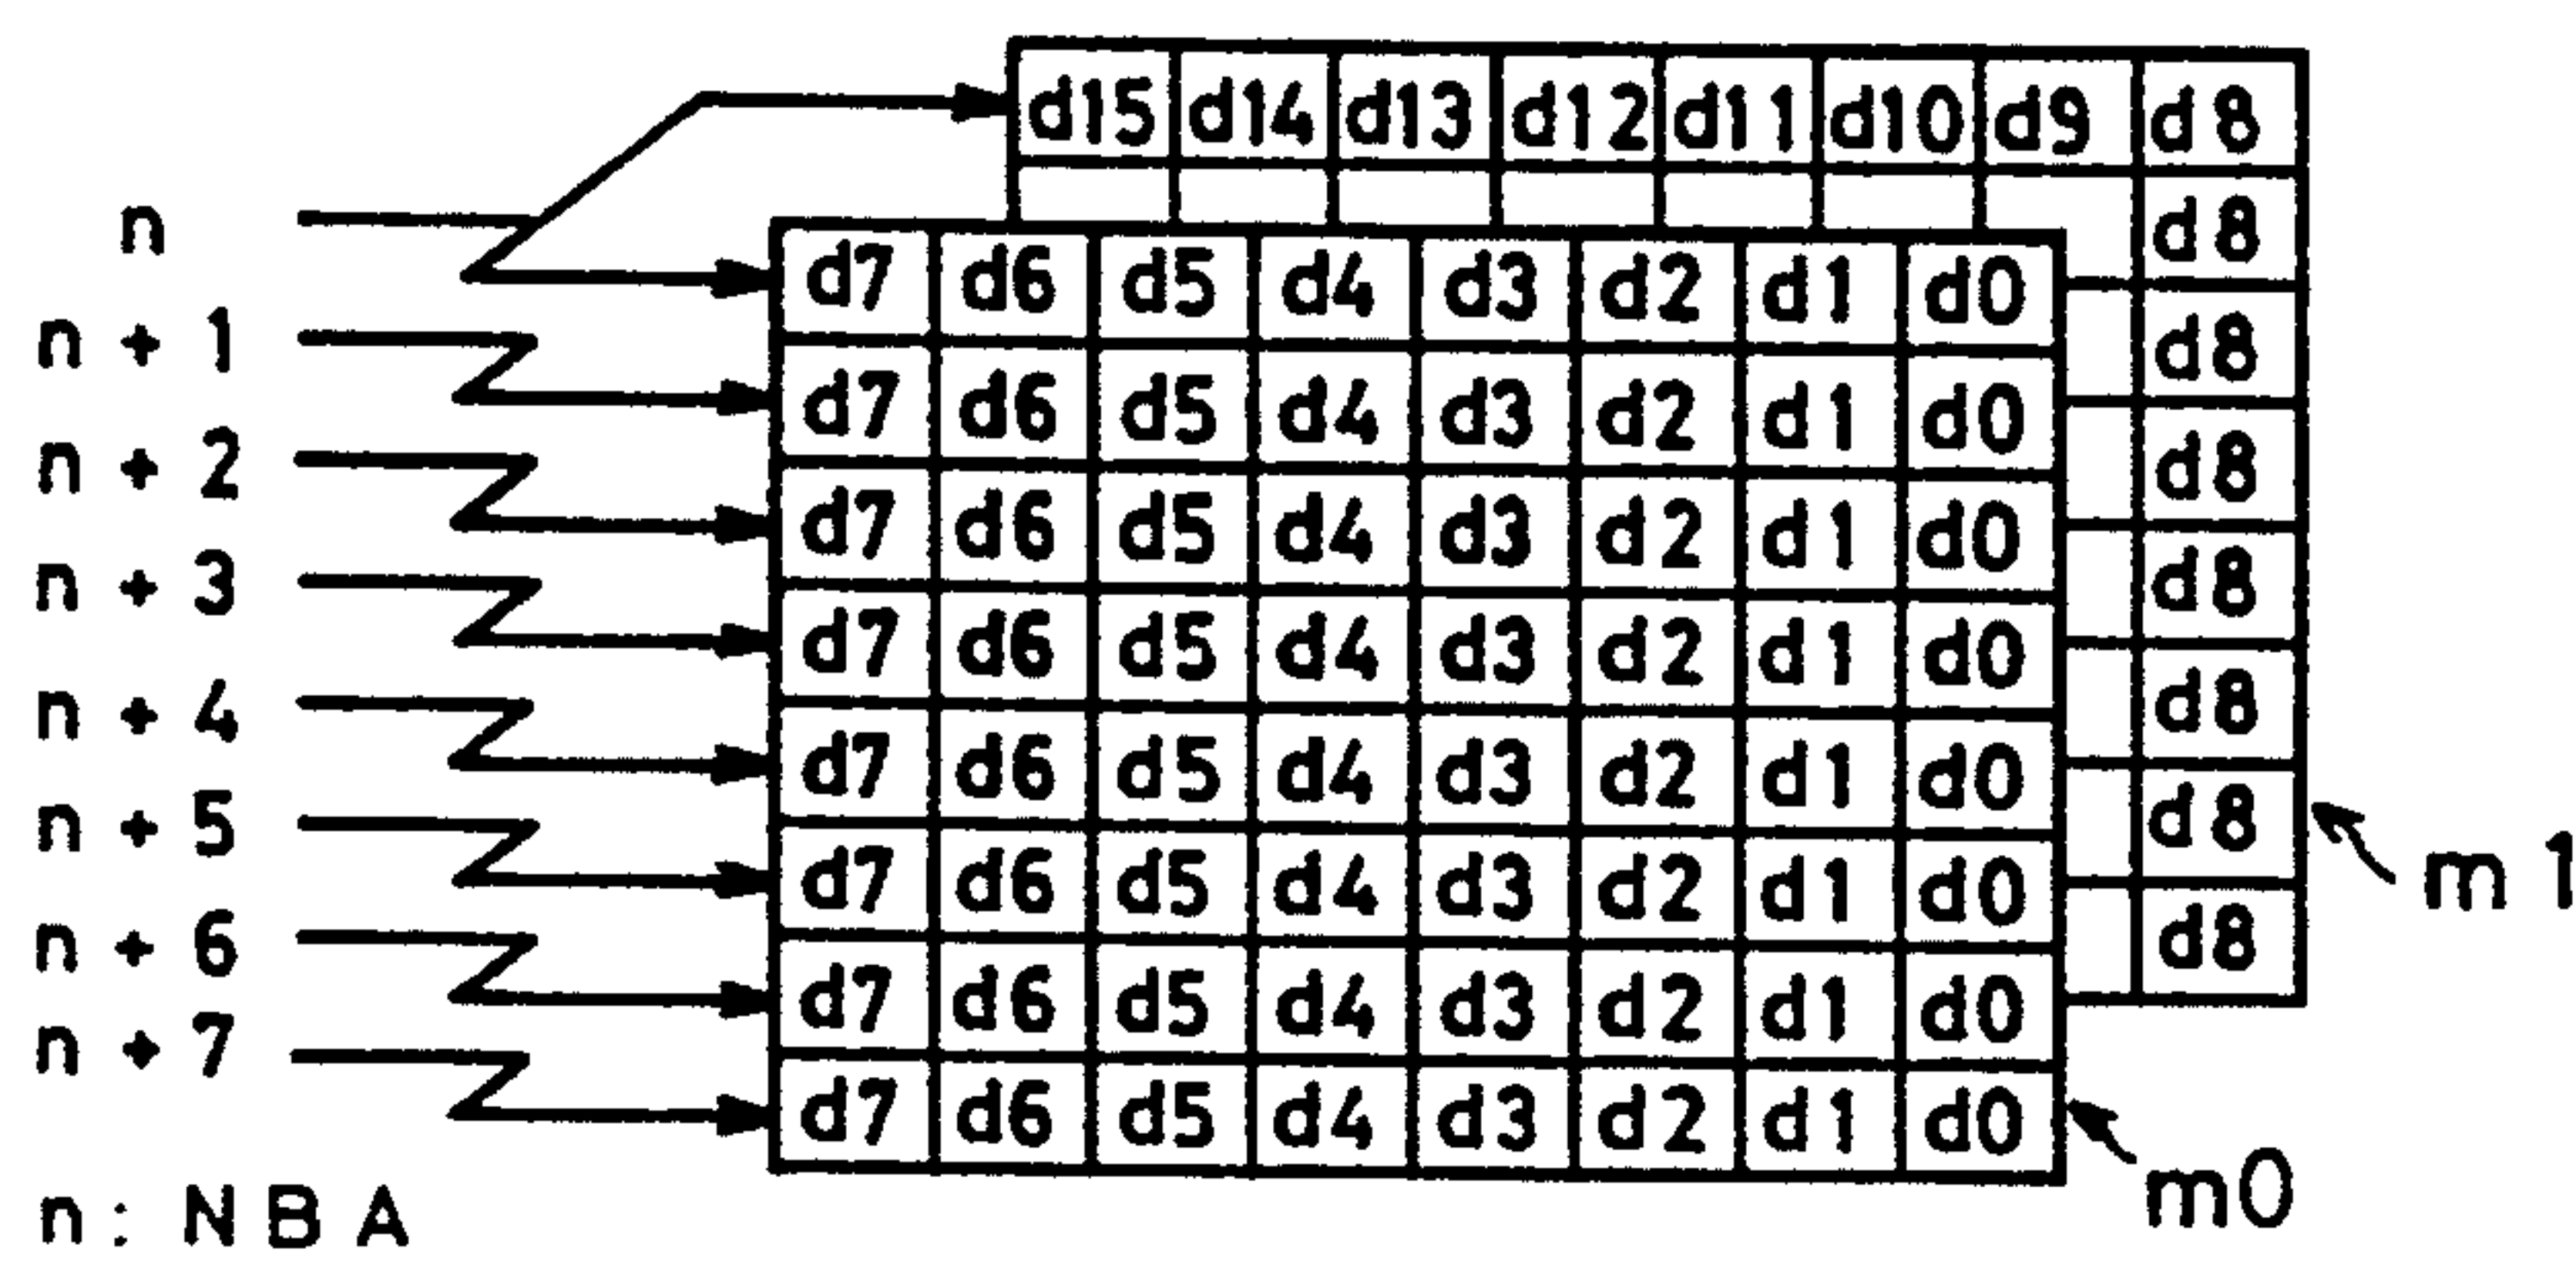 d15 d14 d13 d12 d11 d10 d9 d8
n d8
d7 d6 d5 d4 d3 d2 d1 d0
n + 1 d8
d7 d6 d5 d4 d3 d2 d1 d0
n + 2 d8
d7 d6 d5 d4 d3 d2 d1 d0
n + 3 d8
d7 d6 d5 d4 d3 d2 d1 d0
n + 4 d8
d7 d6 d5 d4 d3 d2 d1 d0
n + 5 d8
d7 d6 d5 d4 d3 d2 d1 d0
m1
n + 6 d8
d7 d6 d5 d4 d3 d2 d1 d0
n + 7
d7 d6 d5 d4 d3 d2 d1 d0
m0
n : NBA